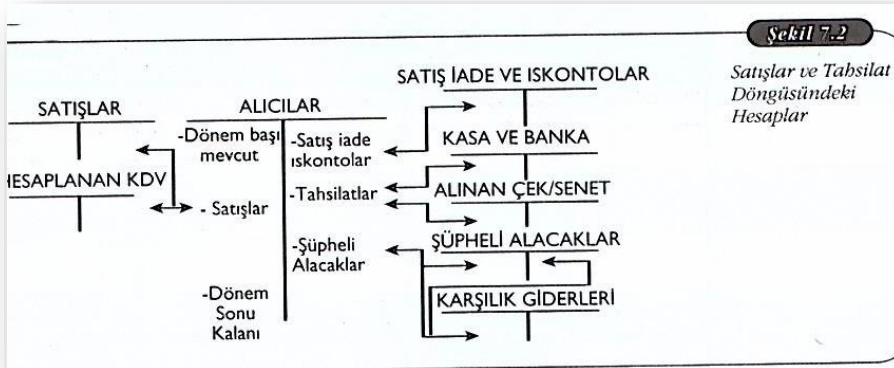 Şekil 7.2
Satışlar ve Tahsilat
Döngüsündeki
Hesaplar
SATIŞLAR
HESAPLANAN KDV
ALICILAR
-Dönem başı
mevcut
- Satışlar
-Dönem
Sonu
Kalanı
-Satış iade
ıskontolar
-Tahsilatlar
-Şüpheli
Alacaklar
SATIŞ İADE VE ISKONTOLAR
KASA VE BANKA
ALINAN ÇEK/SENET
ŞÜPHELİ ALACAKLAR
KARŞILIK GİDERLERİ